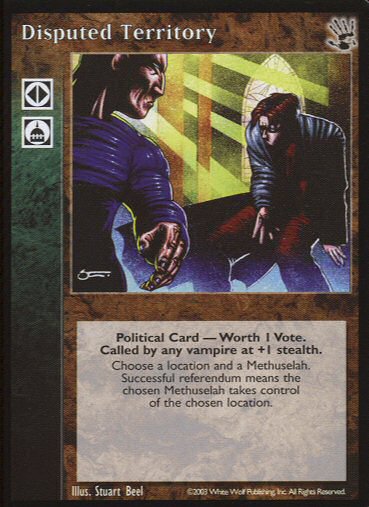 Disputed Territory
Political Card — Worth 1 Vote.
Called by any vampire at +1 stealth.
Choose a location and a Methuselah.
Successful referendum means the
chosen Methuselah takes control
of the chosen location.
Illus. Stuart Beel
©2003 White Wolf Publishing, Inc. All Rights Reserved.